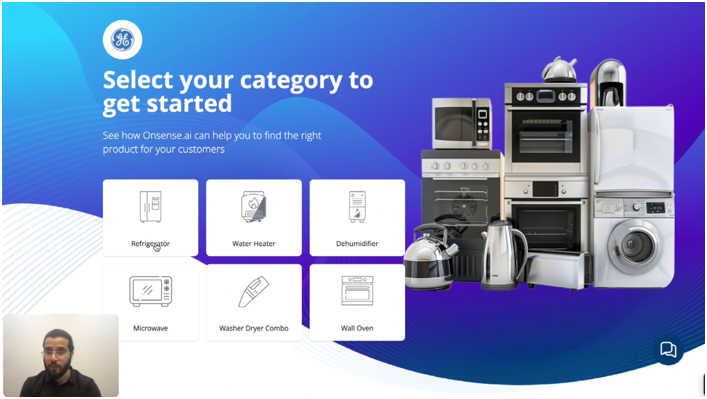 Select your category to
get started
See how Onsense.ai can help you to find the right
product for your customers
Refrigerator
Water Heater
Dehumidifier
Microwave
Washer Dryer Combo
Wall Oven